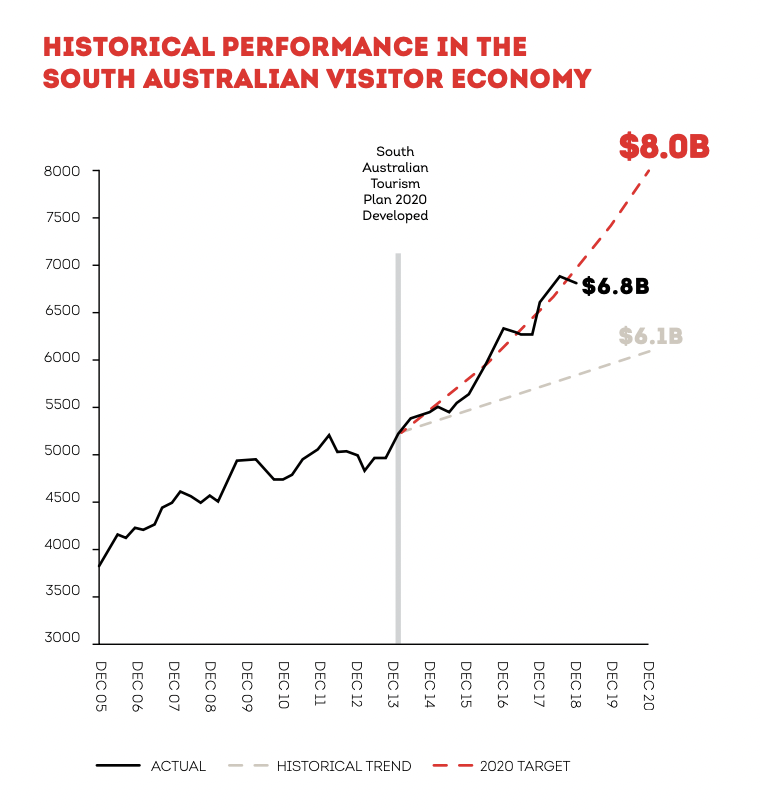 HISTORICAL PERFORMANCE IN THE
SOUTH AUSTRALIAN VISITOR ECONOMY
$8.0B
South
Australian
Tourism
Plan 2020
Developed
8000
7500
7000
6500
6000
5500
5000
4500
4000
3500
3000
$6.8B
$6.1B
DEC 05
DEC 06
DEC 07
DEC 08
DEC 09
DEC 10
DEC 11
DEC 12
DEC 13
DEC 14
DEC 15
DEC 16
DEC 17
DEC 18
DEC 19
DEC 20
ACTUAL
HISTORICAL TREND
2020 TARGET